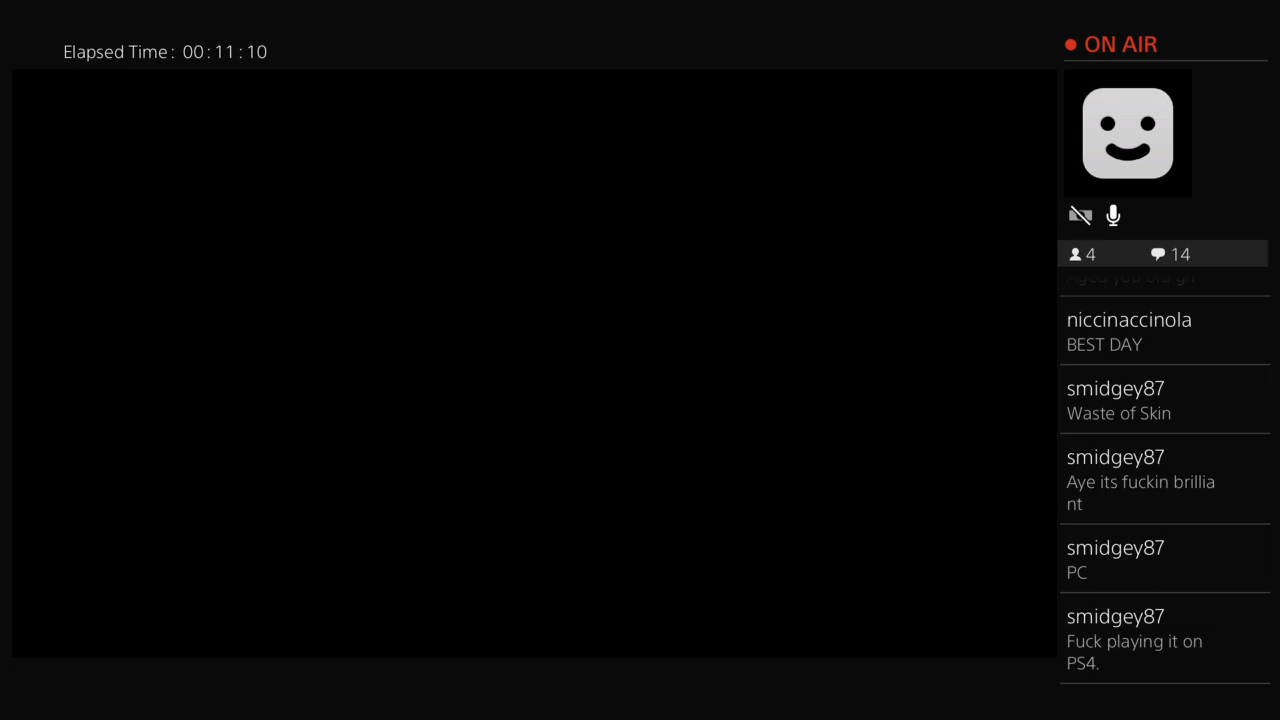 Elapsed Time: 00:11:10
ON AIR
4
14
niccinaccinola
BEST DAY
smidgey87
Waste of Skin
smidgey87
Aye its fuckin brillia
nt
smidgey87
PC
smidgey87
Fuck playing it on
PS4.